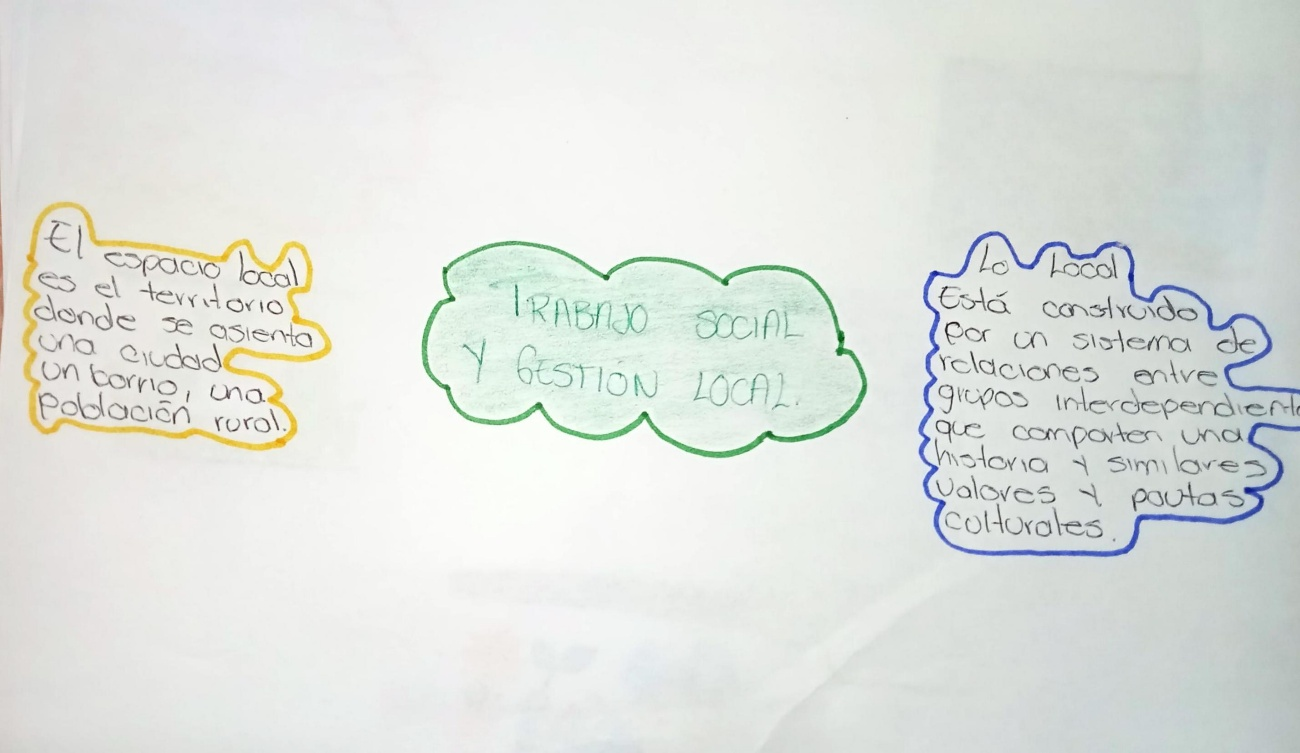 El espacio local
es el territorio
donde se asienta
una ciudad
un barrio, una
población rural.
TRABAJO SOCIAL
Y GESTIÓN LOCAL.
Lo Local
Está construido
por un sistema de
relaciones entre
grupos interdependiente
que comparten una
historia y similares
valores y pautas
culturales.